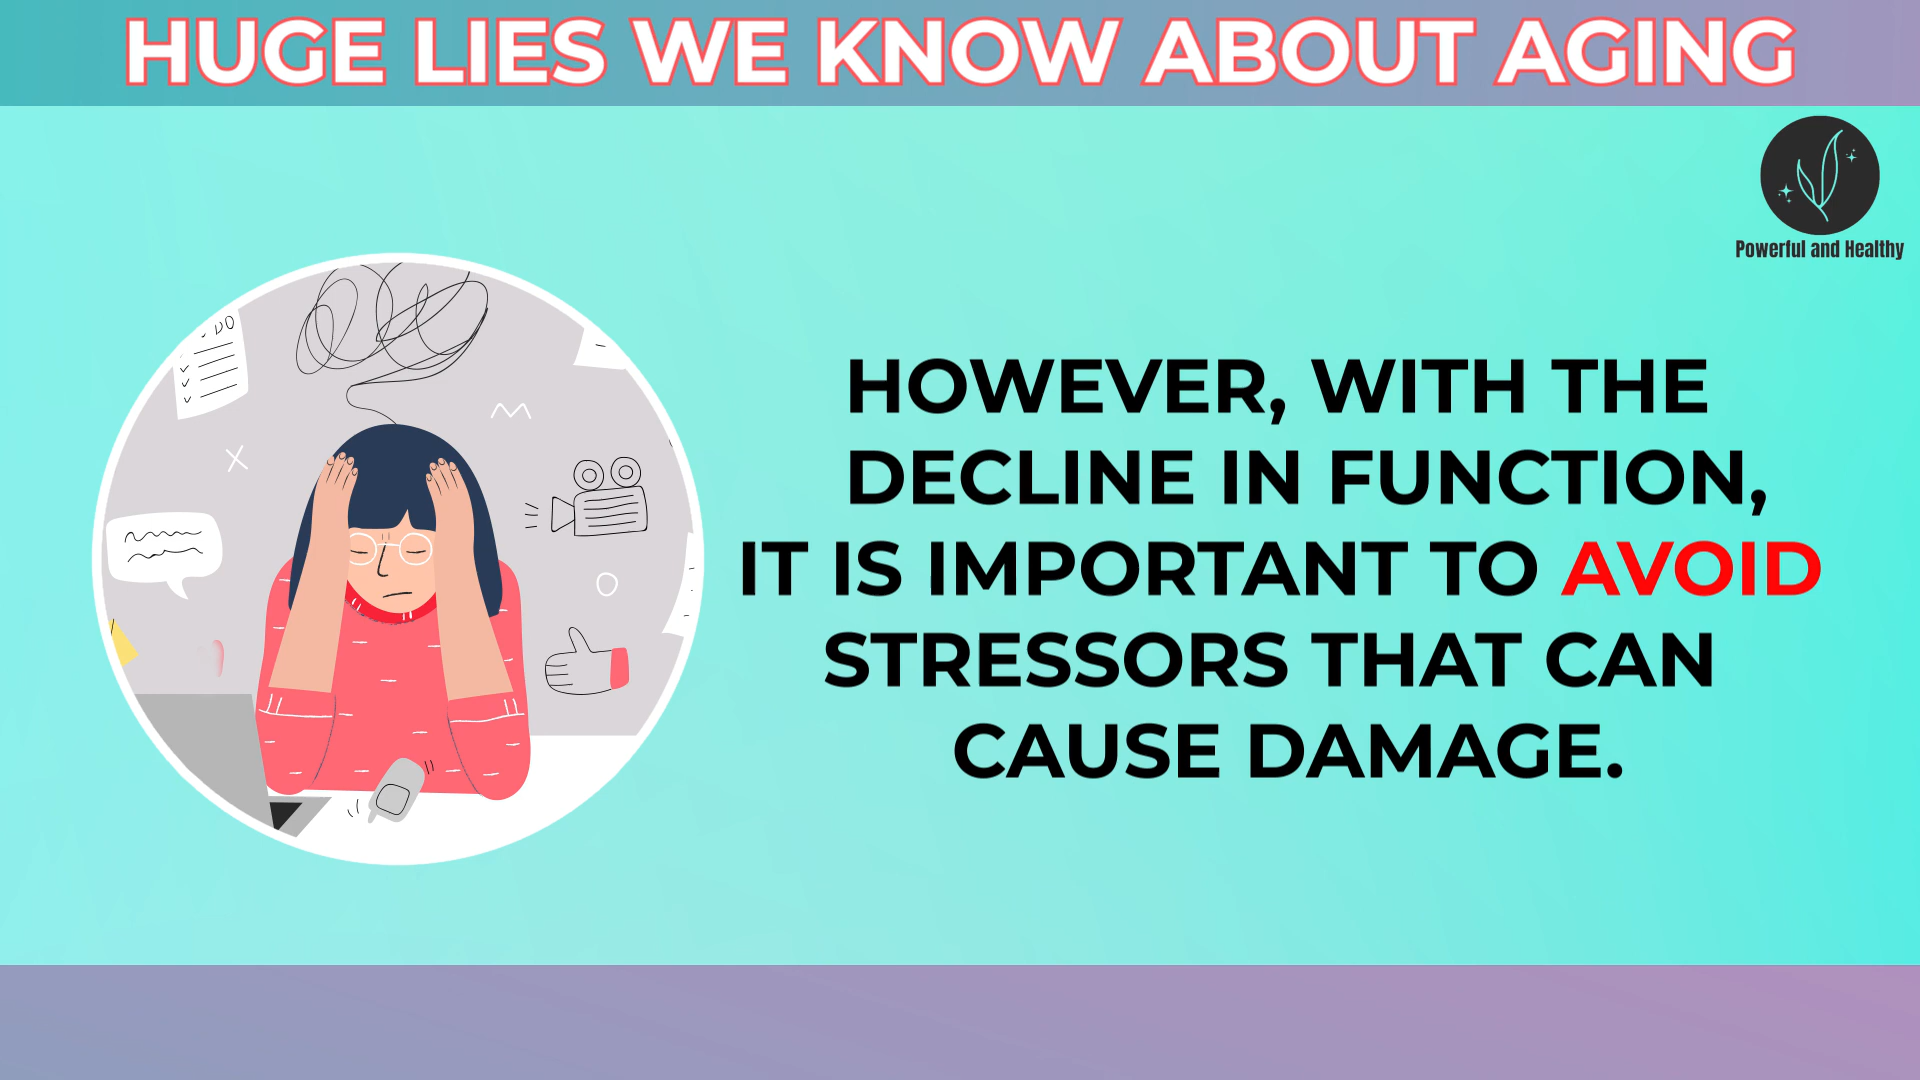 HUGE LIES WE KNOW ABOUT AGING
Powerful and Healthy
DO
HOWEVER, WITH THE
DECLINE IN FUNCTION,
IT IS IMPORTANT TO AVOID
STRESSORS THAT CAN
CAUSE DAMAGE.